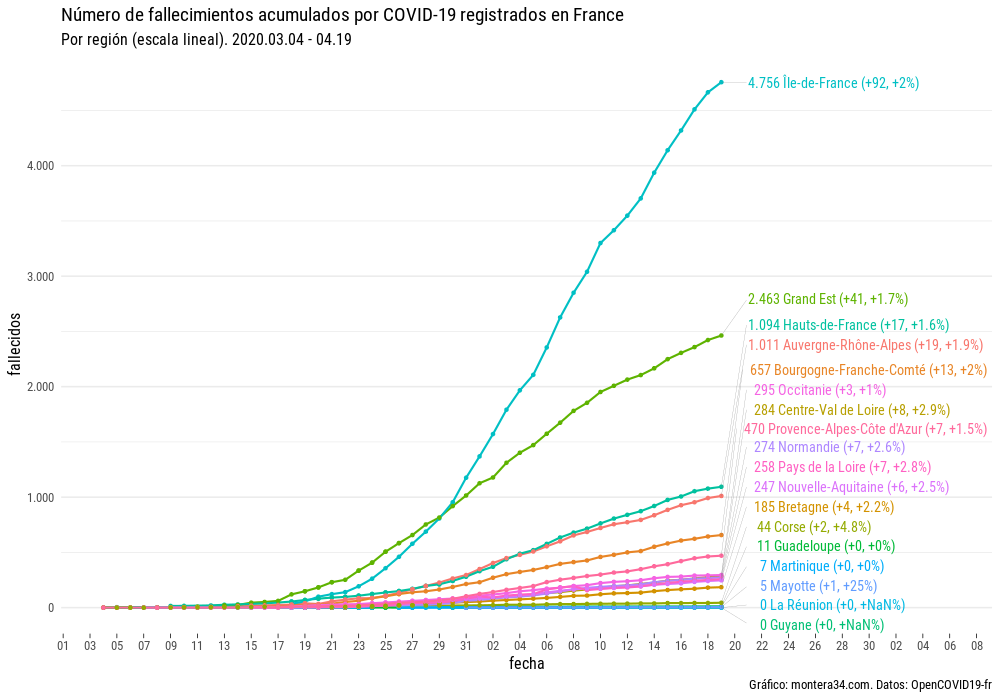 Número de fallecimientos acumulados por COVID-19 registrados en France
Por región (escala lineal). 2020.03.04 - 04.19
4.756 Île-de-France (+92, +2%)
4.000
3.000
2.463 Grand Est (+41, +1.7%)
1.094 Hauts-de-France (+17, +1.6%)
1.011 Auvergne-Rhône-Alpes (+19, +1.9%)
657 Bourgogne-Franche-Comté (+13, +2%)
2.000
295 Occitanie (+3, +1%)
284 Centre-Val de Loire (+8, +2.9%)
470 Provence-Alpes-Côte d'Azur (+7, +1.5%)
274 Normandie (+7, +2.6%)
258 Pays de la Loire (+7, +2.8%)
247 Nouvelle-Aquitaine (+6, +2.5%)
1.000
185 Bretagne (+4, +2.2%)
44 Corse (+2, +4.8%)
11 Guadeloupe (+0, +0%)
7 Martinique (+0, +0%)
5 Mayotte (+1, +25%)
0
0 La Réunion (+0, +NaN%)
0 Guyane (+0, +NaN%)
fallecidos
01 03 05 07 09 11 13 15 17 19 21 23 25 27 29 31 02 04 06 08 10 12 14 16 18 20 22 24 26 28 30 02 04 06 08
fecha
Gráfico: montera34.com. Datos: OpenCOVID19-fr